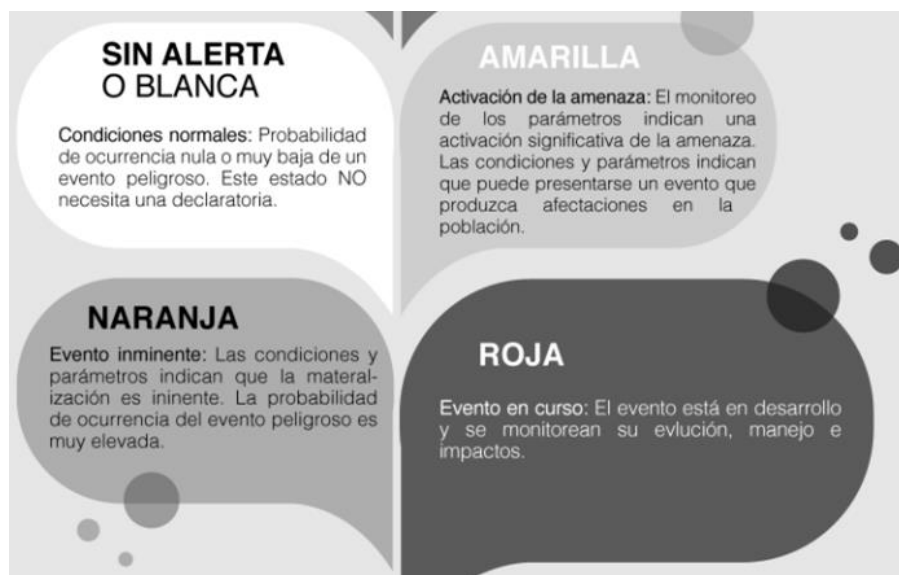 SIN ALERTA
O BLANCA
Condiciones normales: Probabilidad
de ocurrencia nula o muy baja de un
evento peligroso. Este estado NO
necesita una declaratoria.
AMARILLA
Activación de la amenaza: El monitoreo
de los parámetros indican una
activación significativa de la amenaza.
Las condiciones y parámetros indican
que puede presentarse un evento que
produzca afectaciones en la
población.
NARANJA
Evento inminente: Las condiciones y
parámetros indican que la material-
ización es ininente. La probabilidad
de ocurrencia del evento peligroso es
muy elevada.
ROJA
Evento en curso: El evento está en desarrollo
y se monitorean su evlución, manejo e
impactos.